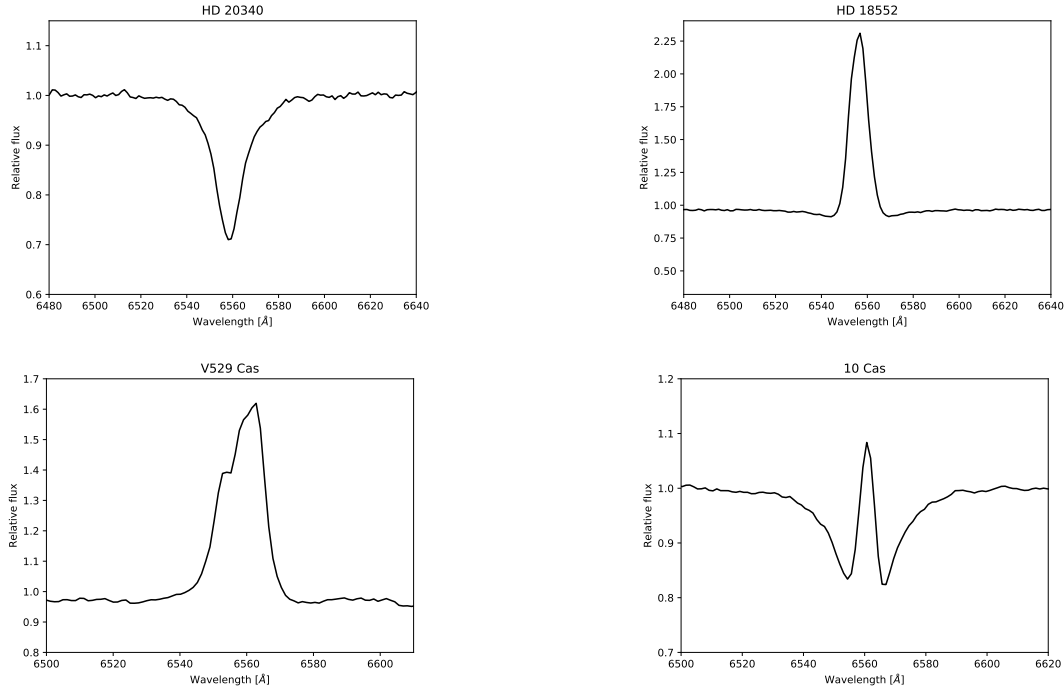 HD 20340
Relative flux
1.1
1.0
0.9
0.8
0.7
0.6
6480 6500 6520 6540 6560 6580 6600 6620 6640
Wavelength [Å]
HD 18552
Relative flux
2.25
2.00
1.75
1.50
1.25
1.00
0.75
0.50
6480 6500 6520 6540 6560 6580 6600 6620 6640
Wavelength [Å]
V529 Cas
Relative flux
1.7
1.6
1.5
1.4
1.3
1.2
1.1
1.0
0.9
0.8
6500 6520 6540 6560 6580 6600
Wavelength [Å]
10 Cas
Relative flux
1.2
1.1
1.0
0.9
0.8
0.7
6500 6520 6540 6560 6580 6600 6620
Wavelength [Å]